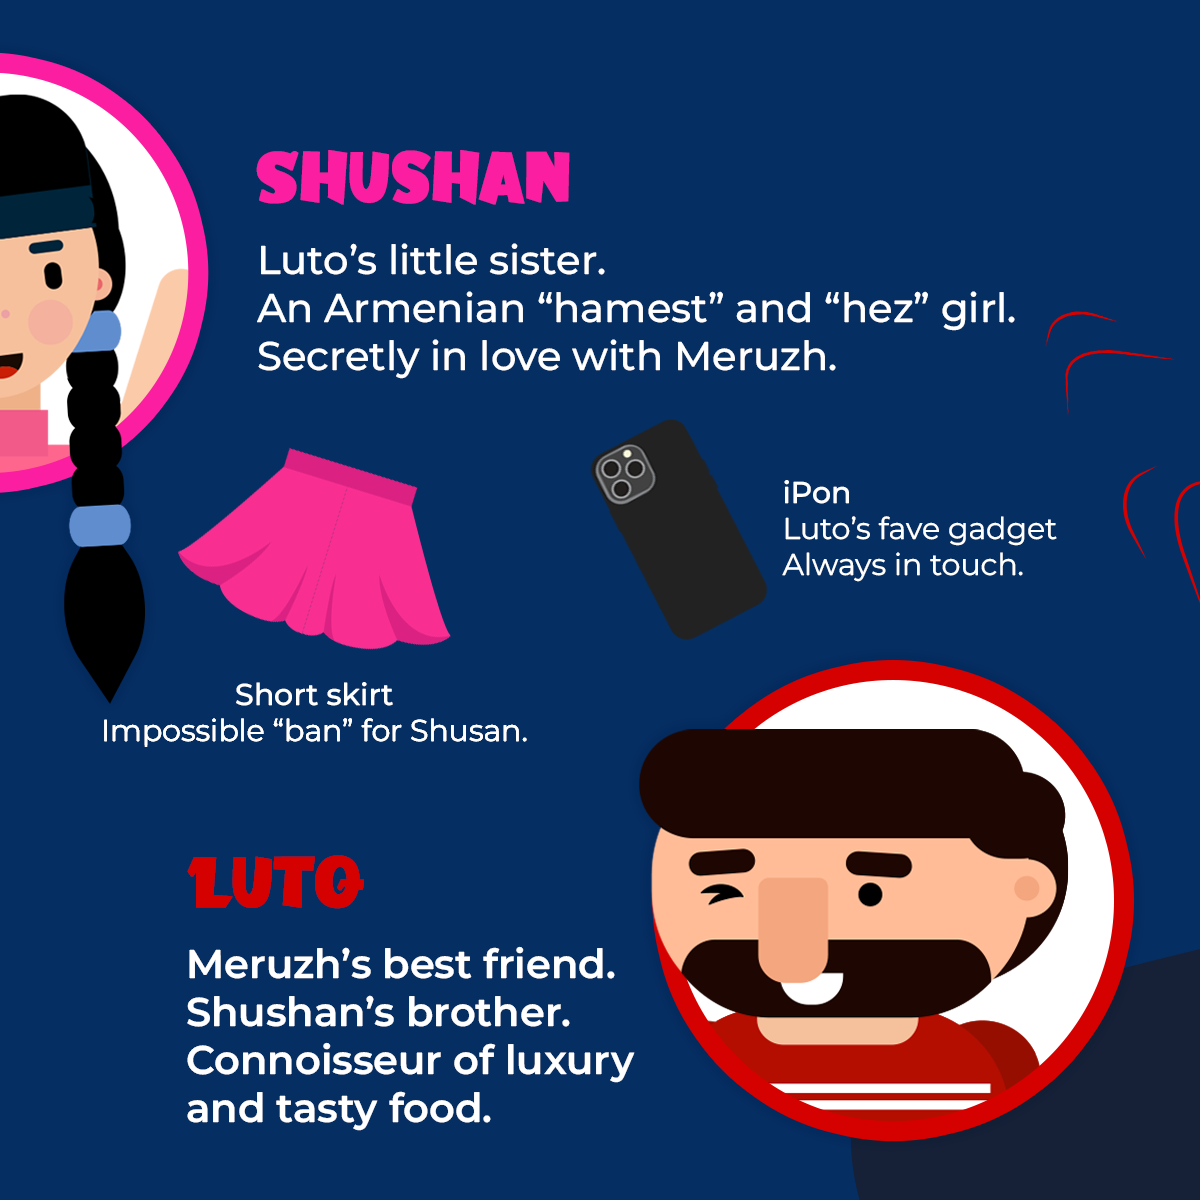 SHUSHAN
Luto’s little sister.
An Armenian “hamest” and “hez” girl.
Secretly in love with Meruzh.
iPon
Luto’s fave gadget
Always in touch.
Short skirt
Impossible “ban” for Shusan.
LUTO
Meruzh’s best friend.
Shushan’s brother.
Connoisseur of luxury
and tasty food.